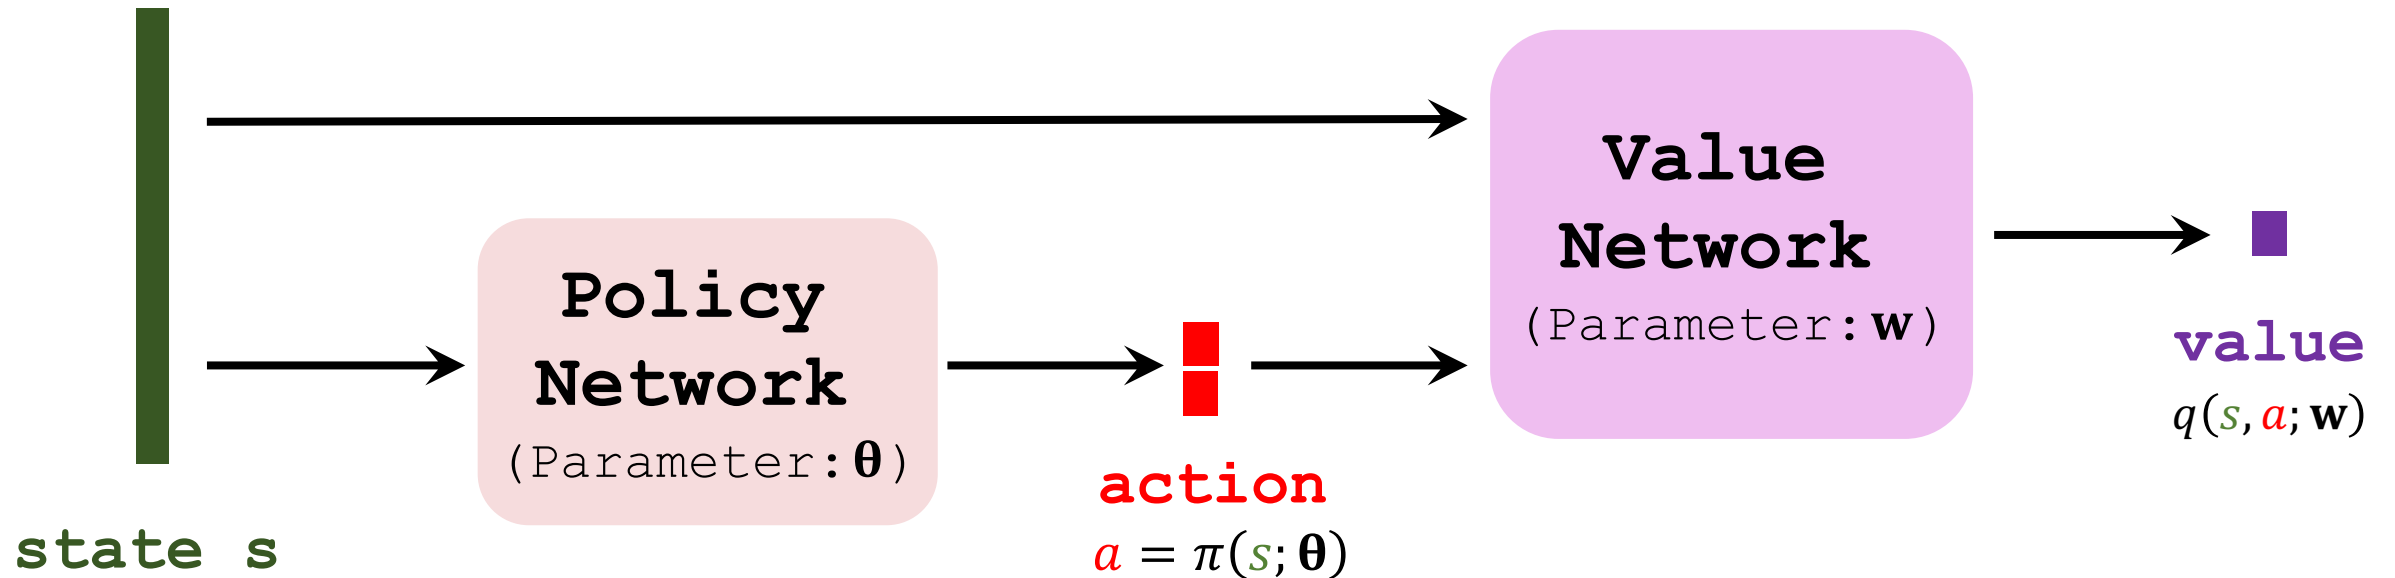 state s
Policy
Network
(Parameter: θ)
action
a = π(s; θ)
Value
Network
(Parameter: w)
value
q(s, a; w)